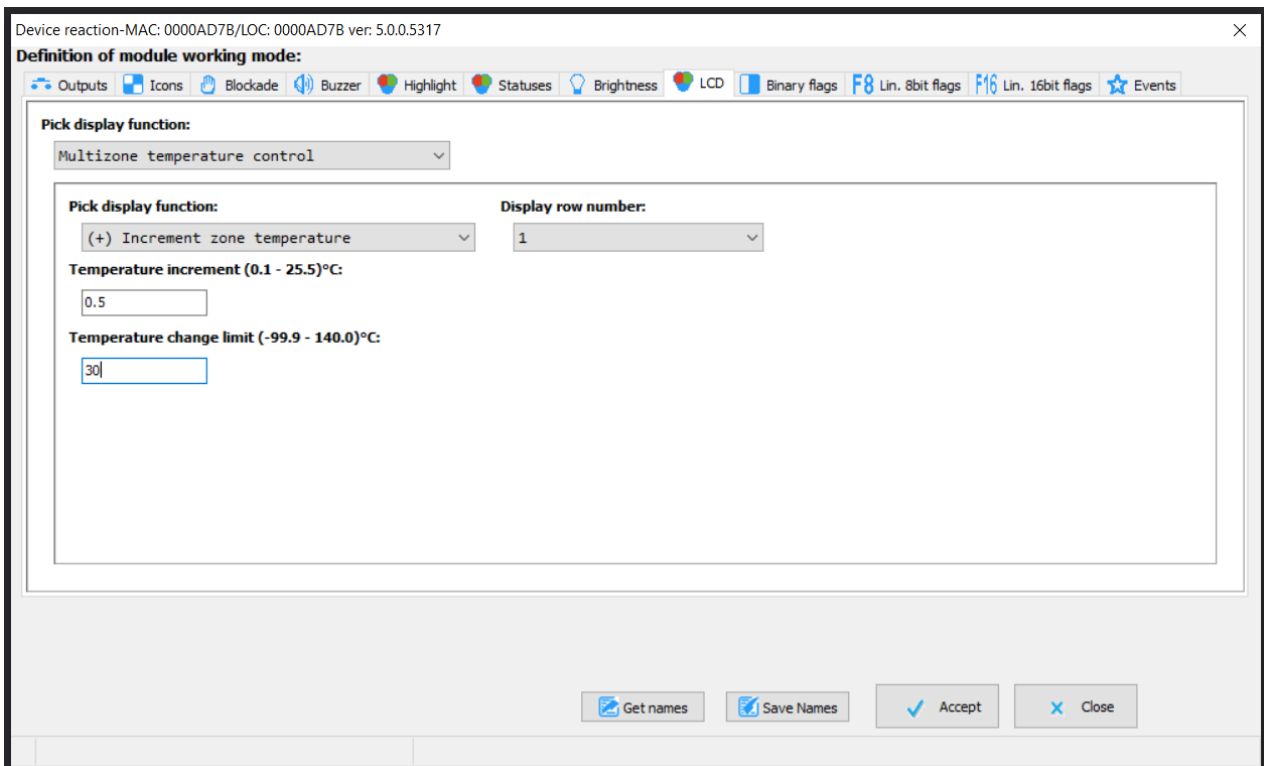 Device reaction-MAC: 0000AD7B/LOC: 0000AD7B ver: 5.0.0.5317
Definition of module working mode:
Outputs Icons Blockade Buzzer Highlight Statuses Brightness LCD Binary flags F8 Lin. 8bit flags F16 Lin. 16bit flags Events
Pick display function:
Multizone temperature control
Pick display function: Display row number:
(+) Increment zone temperature 1
Temperature increment (0.1 - 25.5)°C:
0.5
Temperature change limit (-99.9 - 140.0)°C:
30
Get names Save Names Accept Close